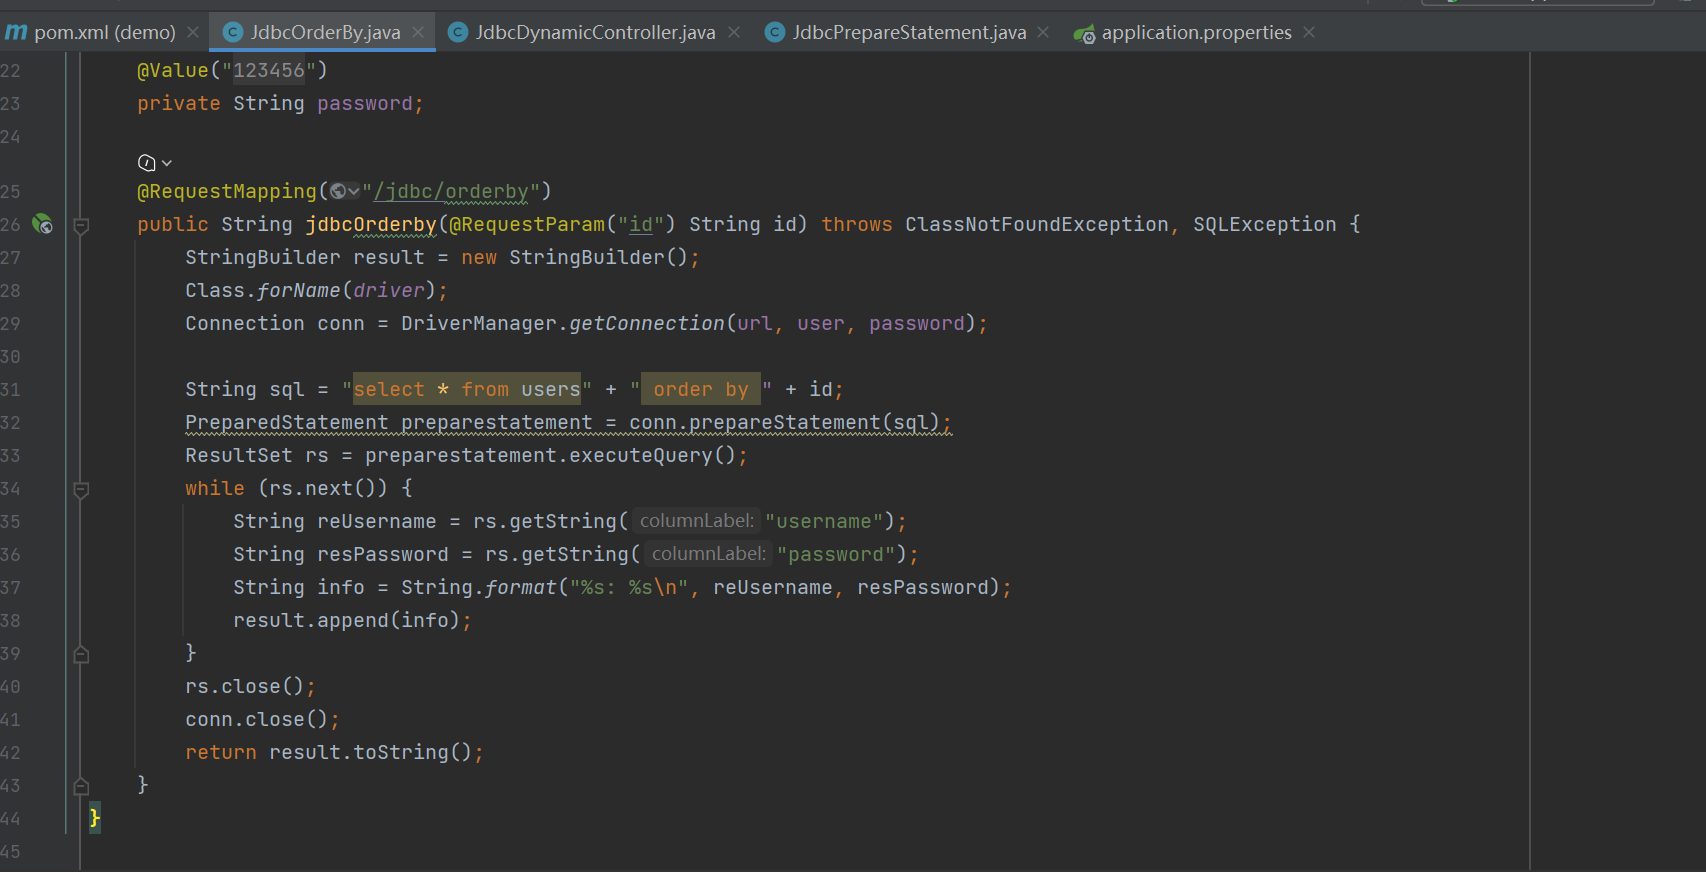 pom.xml (demo) JdbcOrderBy.java JdbcDynamicController.java JdbcPrepareStatement.java application.properties
22 @Value("123456")
23 private String password;
24
25 @RequestMapping("/jdbc/orderby")
26 public String jdbcOrderby(@RequestParam("id") String id) throws ClassNotFoundException, SQLException {
27 StringBuilder result = new StringBuilder();
28 Class.forName(driver);
29 Connection conn = DriverManager.getConnection(url, user, password);
30
31 String sql = "select * from users" + " order by " + id;
32 PreparedStatement preparestatement = conn.prepareStatement(sql);
33 ResultSet rs = preparestatement.executeQuery();
34 while (rs.next()) {
35 String reUsername = rs.getString( columnLabel: "username");
36 String resPassword = rs.getString( columnLabel: "password");
37 String info = String.format("%s: %s\n", reUsername, resPassword);
38 result.append(info);
39 }
40 rs.close();
41 conn.close();
42 return result.toString();
43 }
44 }
45